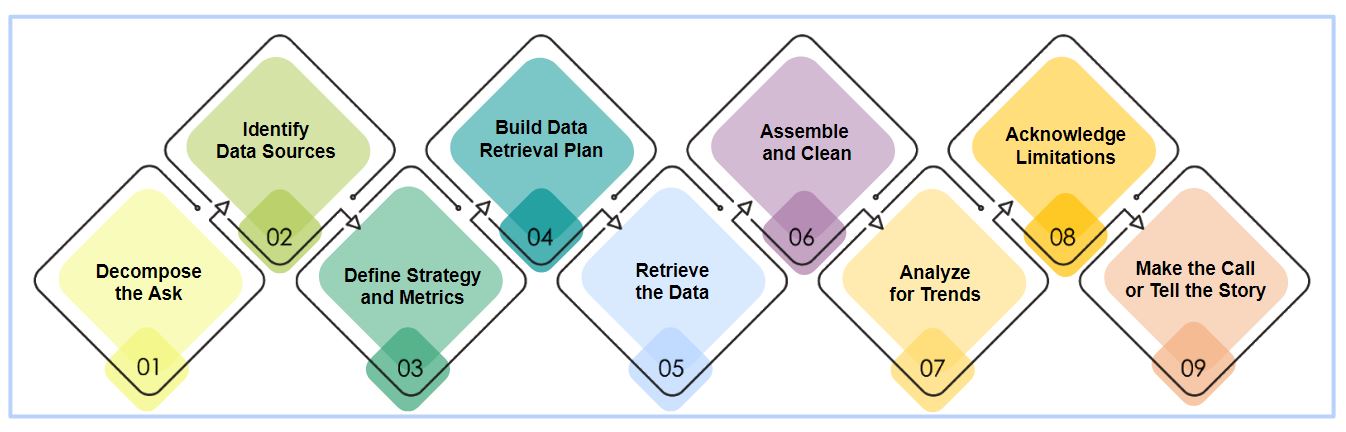 Decompose
the Ask
01
Identify
Data Sources
02
Define Strategy
and Metrics
03
Build Data
Retrieval Plan
04
Retrieve
the Data
05
Assemble
and Clean
06
Analyze
for Trends
07
Acknowledge
Limitations
08
Make the Call
or Tell the Story
09